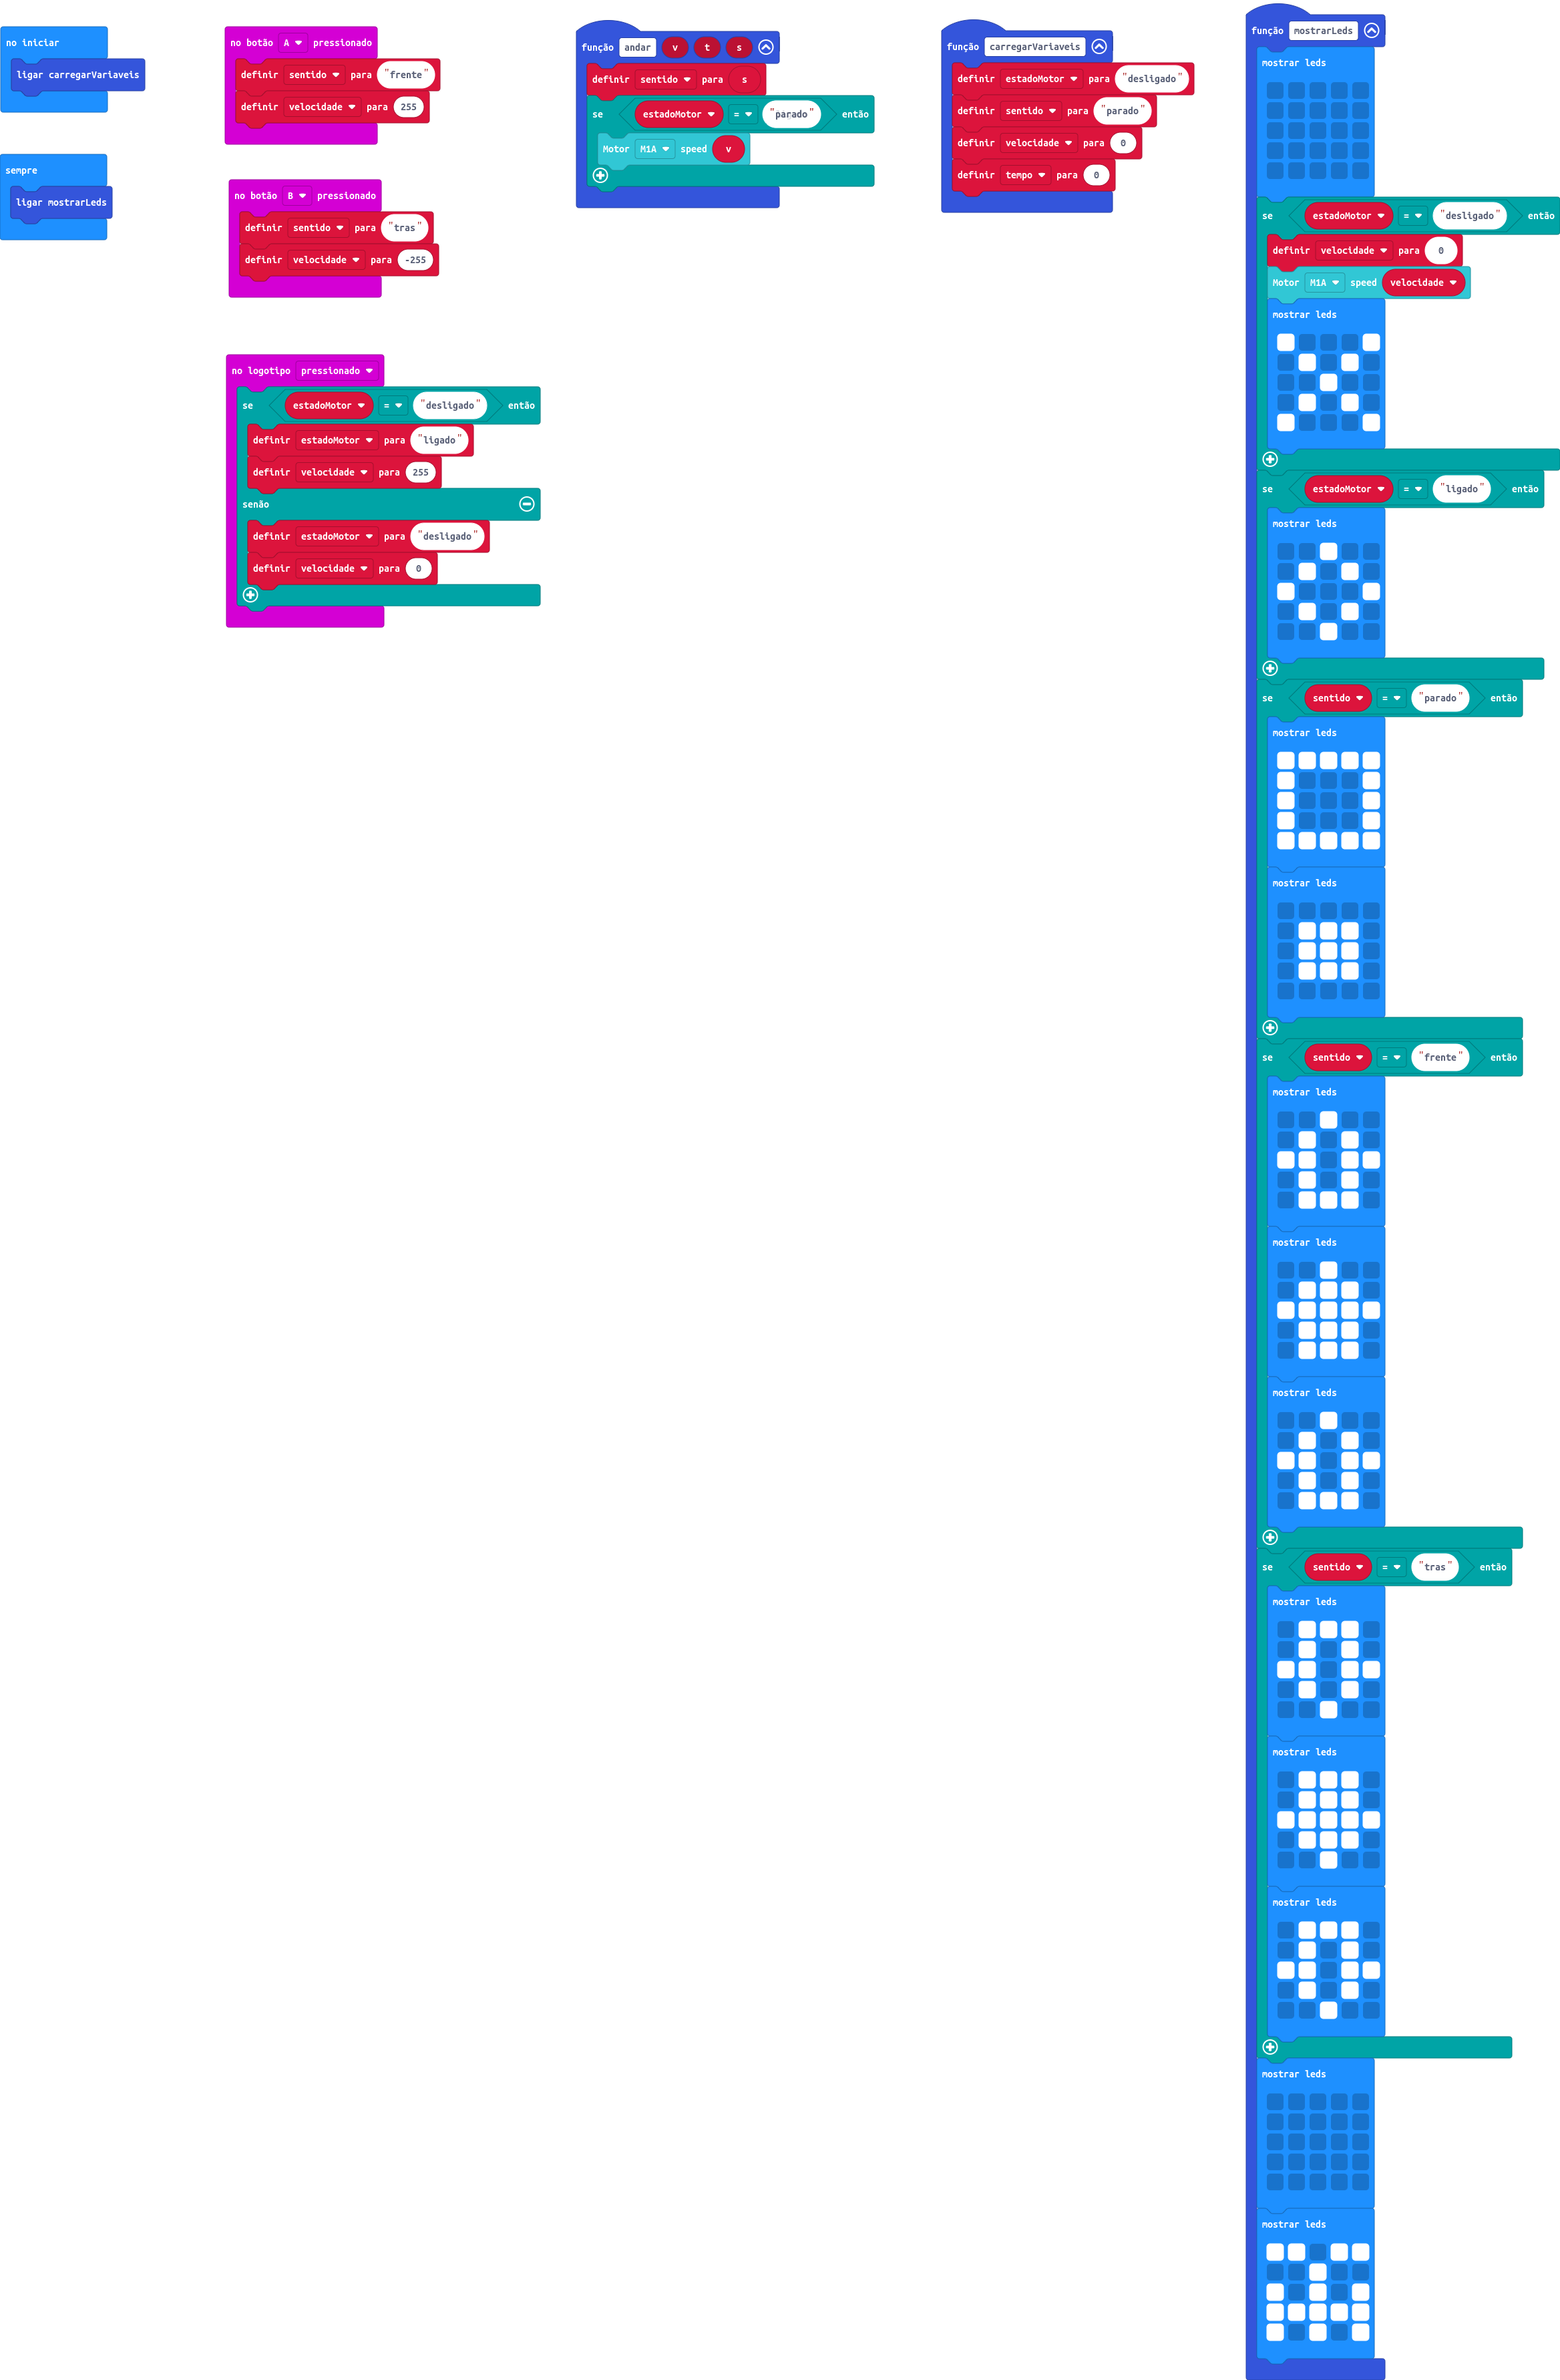 no iniciar
ligar carregarVariaveis
sempre
ligar mostrarLeds
no botão A pressionado
definir sentido para "frente"
definir velocidade para 255
no botão B pressionado
definir sentido para "tras"
definir velocidade para -255
no logotipo pressionado
se estadoMotor = "desligado" então
definir estadoMotor para "ligado"
definir velocidade para 255
senão
definir estadoMotor para "desligado"
definir velocidade para 0
função andar v t s
definir sentido para s
se estadoMotor = "parado" então
Motor M1A speed v
função carregarVariaveis
definir estadoMotor para "desligado"
definir sentido para "parado"
definir velocidade para 0
definir tempo para 0
função mostrarLeds
mostrar leds
se estadoMotor = "desligado" então
definir velocidade para 0
Motor M1A speed velocidade
mostrar leds
se estadoMotor = "ligado" então
mostrar leds
se sentido = "parado" então
mostrar leds
mostrar leds
se sentido = "frente" então
mostrar leds
mostrar leds
mostrar leds
se sentido = "tras" então
mostrar leds
mostrar leds
mostrar leds
mostrar leds
mostrar leds